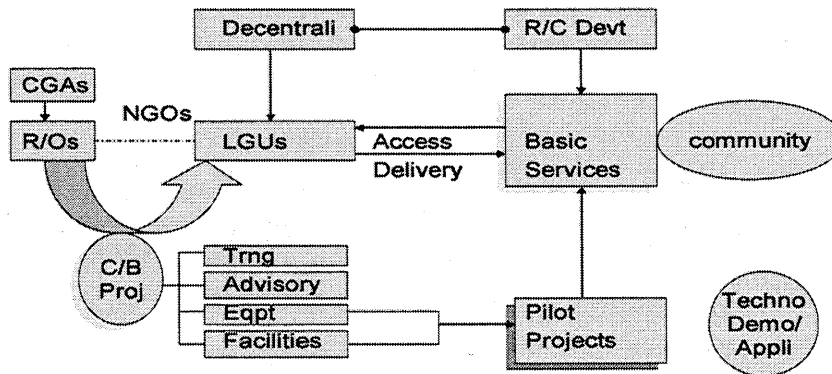 Decentrali
R/C Devt
CGAs
NGOs
R/Os
LGUs
Access
Delivery
Basic
Services
community
C/B
Proj
Trng
Advisory
Eqpt
Facilities
Pilot
Projects
Techno
Demo/
Appli